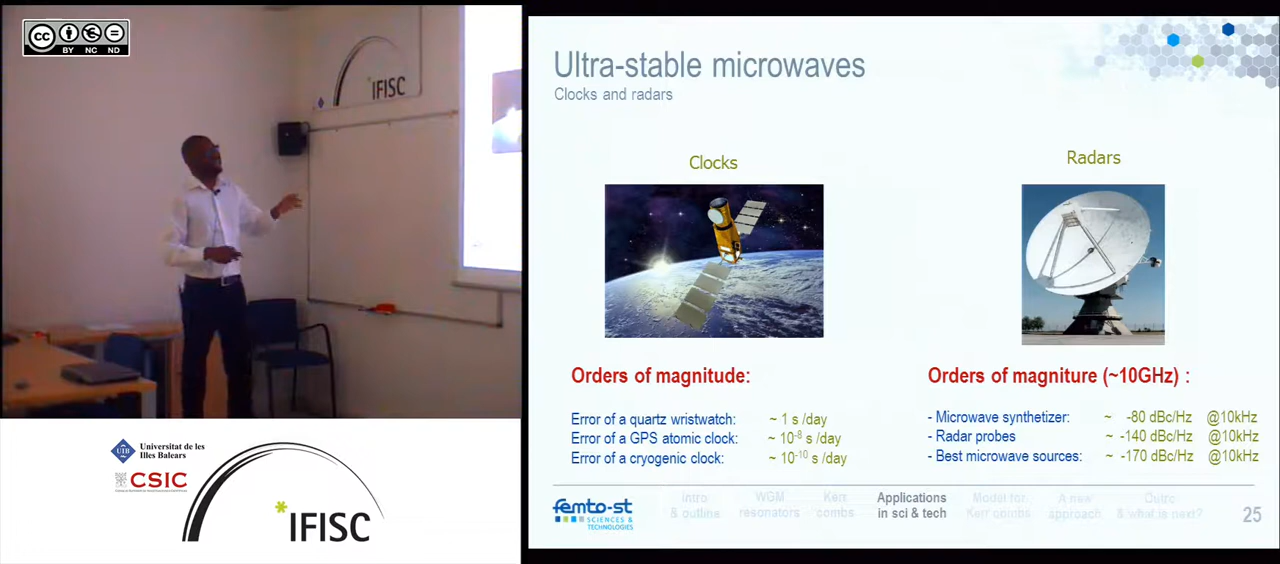 cc
BY NC ND
IFISC
Universitat de les
Illes Balears
UIB
CSIC
*IFISC
Ultra-stable microwaves
Clocks and radars
Clocks
Radars
Orders of magnitude:
Error of a quartz wristwatch: ~ 1 s /day
Error of a GPS atomic clock: ~ 10⁻⁸ s /day
Error of a cryogenic clock: ~ 10⁻¹⁰ s /day
Orders of magniture (~10GHz) :
- Microwave synthetizer: ~ -80 dBc/Hz @10kHz
- Radar probes ~ -140 dBc/Hz @10kHz
- Best microwave sources: ~ -170 dBc/Hz @10kHz
femto-st
SCIENCES &
TECHNOLOGIES
Intro
& outline
WGM
resonators
Kerr
combs
Applications
in sci & tech
Model for
Kerr combs
A new
approach
Outro
& what is next?
25